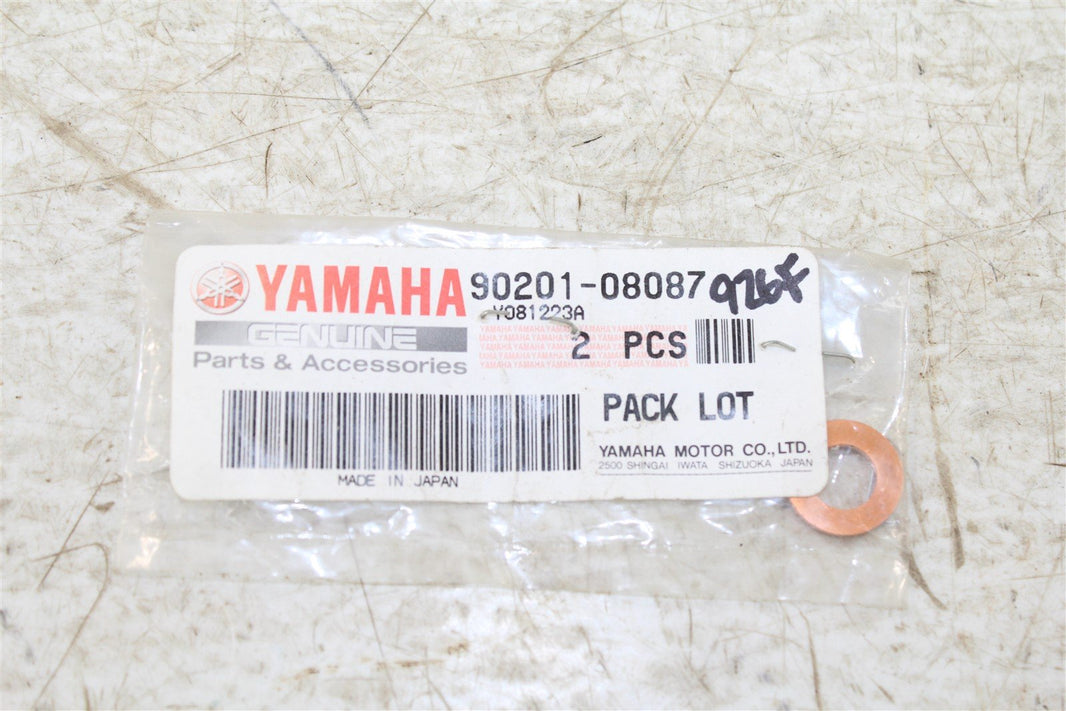 YAMAHA 90201-08087 926F
Y081223A
GENUINE
2 PCS
Parts & Accessories
PACK LOT
YAMAHA MOTOR CO., LTD.
2500 SHINGAI IWATA SHIZUOKA JAPAN
MADE IN JAPAN